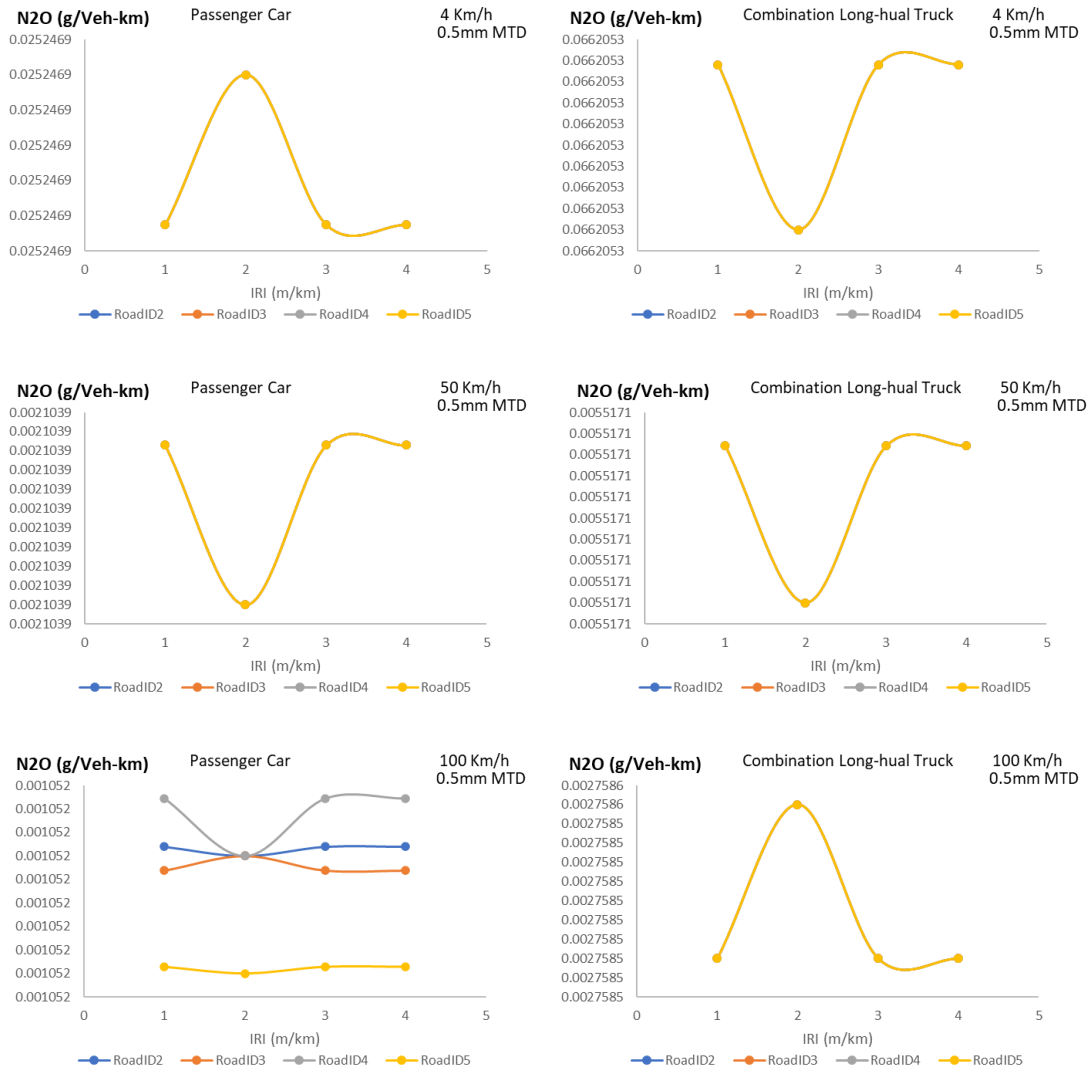 N2O (g/Veh-km) Passenger Car 4 Km/h
0.5mm MTD
0.0252469
0.0252469
0.0252469
0.0252469
0.0252469
0.0252469
0.0252469
0 1 2 3 4 5
IRI (m/km)
RoadID2 RoadID3 RoadID4 RoadID5
N2O (g/Veh-km) Combination Long-hual Truck 4 Km/h
0.5mm MTD
0.0662053
0.0662053
0.0662053
0.0662053
0.0662053
0.0662053
0.0662053
0.0662053
0.0662053
0.0662053
0.0662053
0 1 2 3 4 5
IRI (m/km)
RoadID2 RoadID3 RoadID4 RoadID5
N2O (g/Veh-km) Passenger Car 50 Km/h
0.5mm MTD
0.0021039
0.0021039
0.0021039
0.0021039
0.0021039
0.0021039
0.0021039
0.0021039
0.0021039
0.0021039
0.0021039
0.0021039
0 1 2 3 4 5
IRI (m/km)
RoadID2 RoadID3 RoadID4 RoadID5
N2O (g/Veh-km) Combination Long-hual Truck 50 Km/h
0.5mm MTD
0.0055171
0.0055171
0.0055171
0.0055171
0.0055171
0.0055171
0.0055171
0.0055171
0.0055171
0.0055171
0.0055171
0 1 2 3 4 5
IRI (m/km)
RoadID2 RoadID3 RoadID4 RoadID5
N2O (g/Veh-km) Passenger Car 100 Km/h
0.5mm MTD
0.001052
0.001052
0.001052
0.001052
0.001052
0.001052
0.001052
0.001052
0.001052
0.001052
0 1 2 3 4 5
IRI (m/km)
RoadID2 RoadID3 RoadID4 RoadID5
N2O (g/Veh-km) Combination Long-hual Truck 100 Km/h
0.5mm MTD
0.0027586
0.0027586
0.0027585
0.0027585
0.0027585
0.0027585
0.0027585
0.0027585
0.0027585
0.0027585
0.0027585
0.0027585
0 1 2 3 4 5
IRI (m/km)
RoadID2 RoadID3 RoadID4 RoadID5